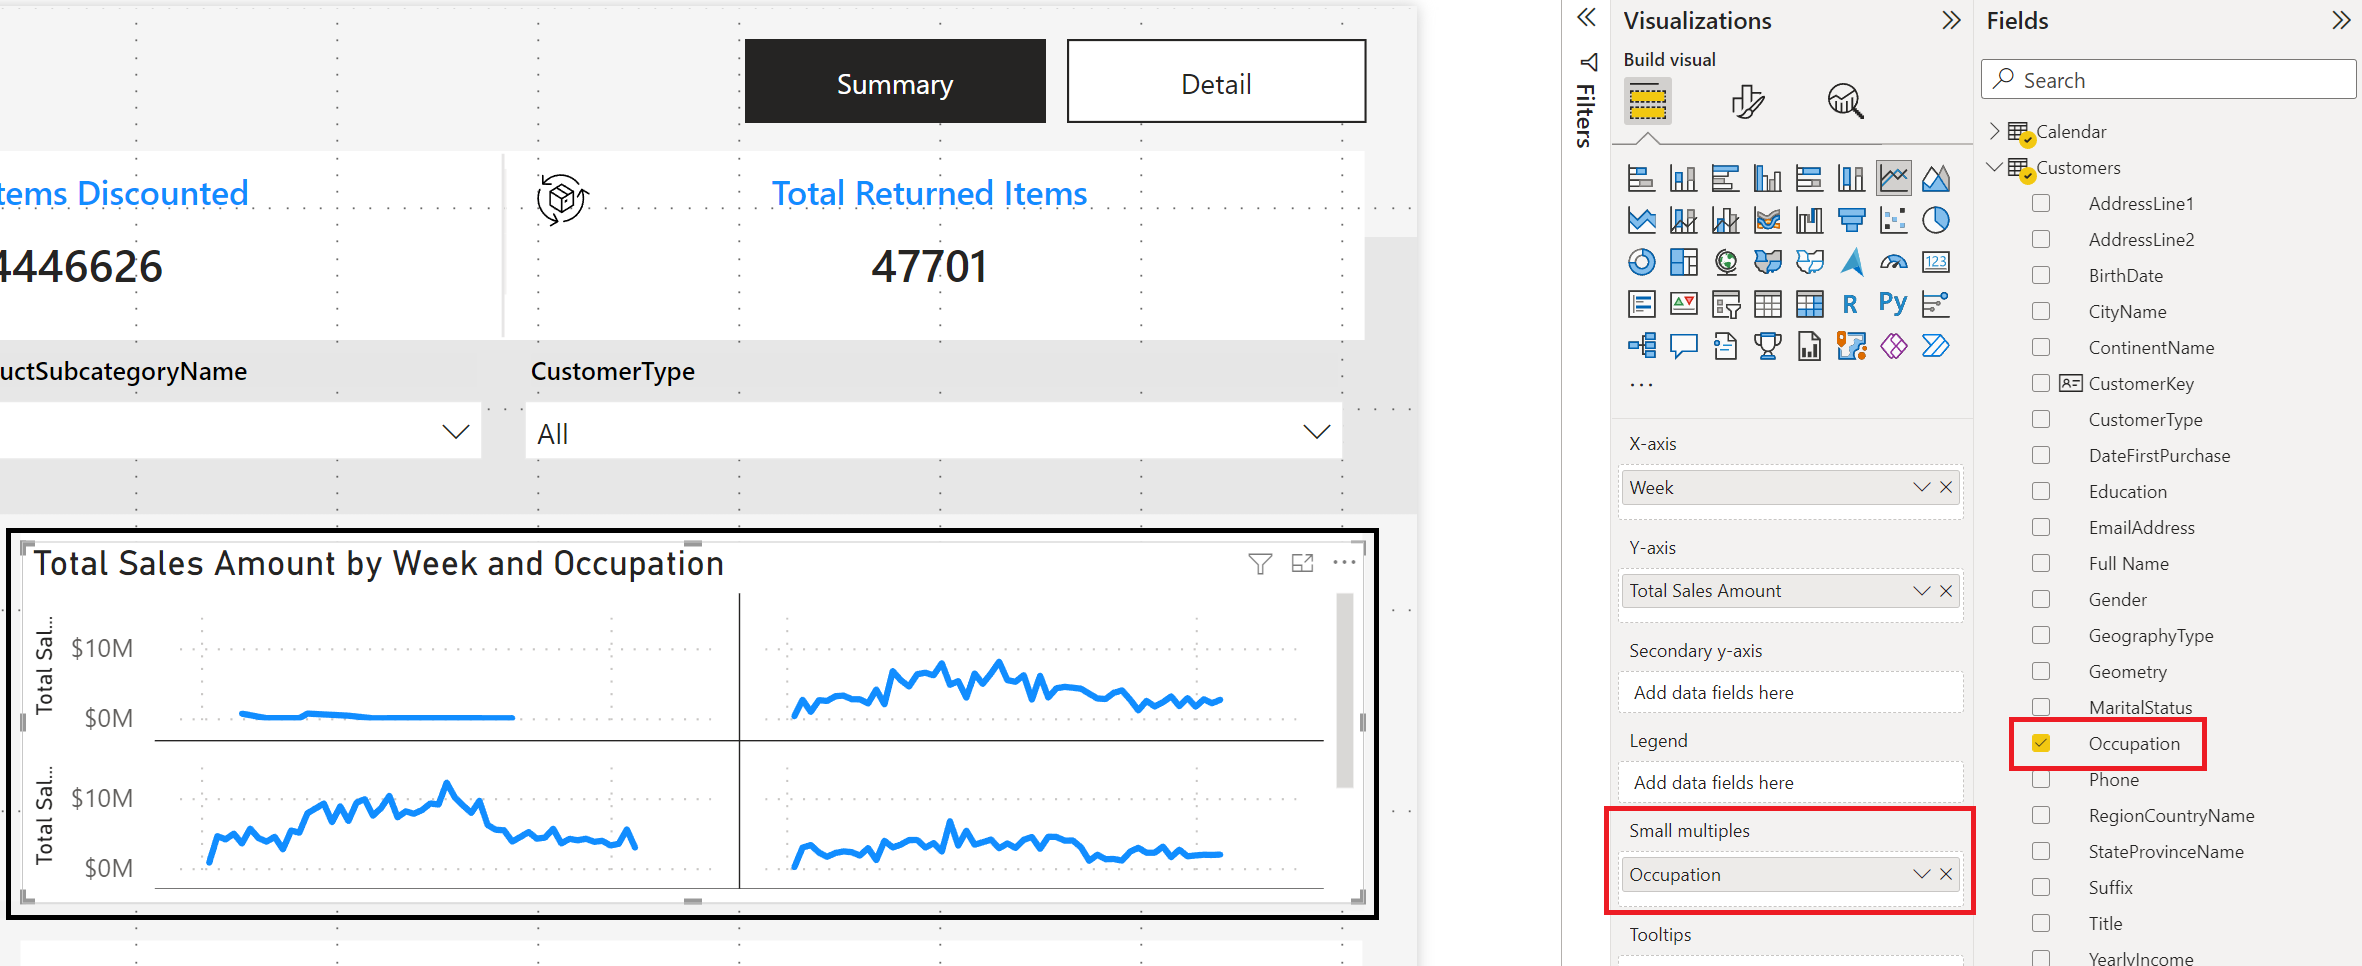 Summary
Detail
tems Discounted
4446626
Total Returned Items
47701
uctSubcategoryName
CustomerType
All
Total Sales Amount by Week and Occupation
Total Sal...
$10M
$0M
Total Sal...
$10M
$0M
Filters
Visualizations
Build visual
123
R
Py
...
X-axis
Week
Y-axis
Total Sales Amount
Secondary y-axis
Add data fields here
Legend
Add data fields here
Small multiples
Occupation
Tooltips
Fields
Search
Calendar
Customers
AddressLine1
AddressLine2
BirthDate
CityName
ContinentName
CustomerKey
CustomerType
DateFirstPurchase
Education
EmailAddress
Full Name
Gender
GeographyType
Geometry
MaritalStatus
Occupation
Phone
RegionCountryName
StateProvinceName
Suffix
Title
YearlyIncome